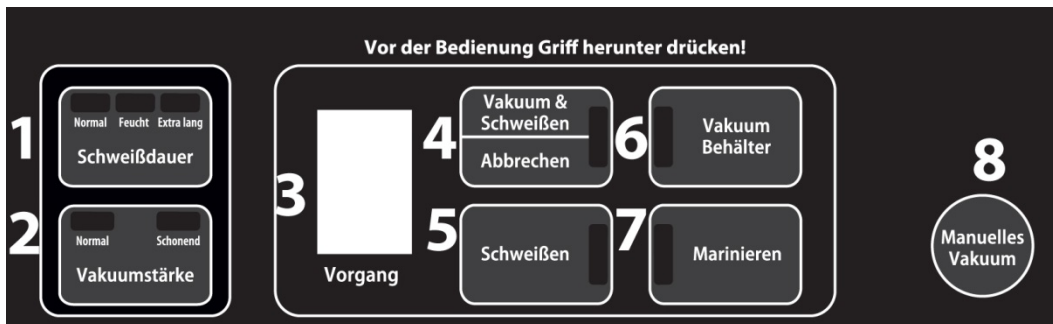 Vor der Bedienung Griff herunter drücken!
1
Normal Feucht Extra lang
Schweißdauer
2
Normal Schonend
Vakuumstärke
3
Vorgang
4
Vakuum &
Schweißen
Abbrechen
5
Schweißen
6
Vakuum
Behälter
7
Marinieren
8
Manuelles
Vakuum